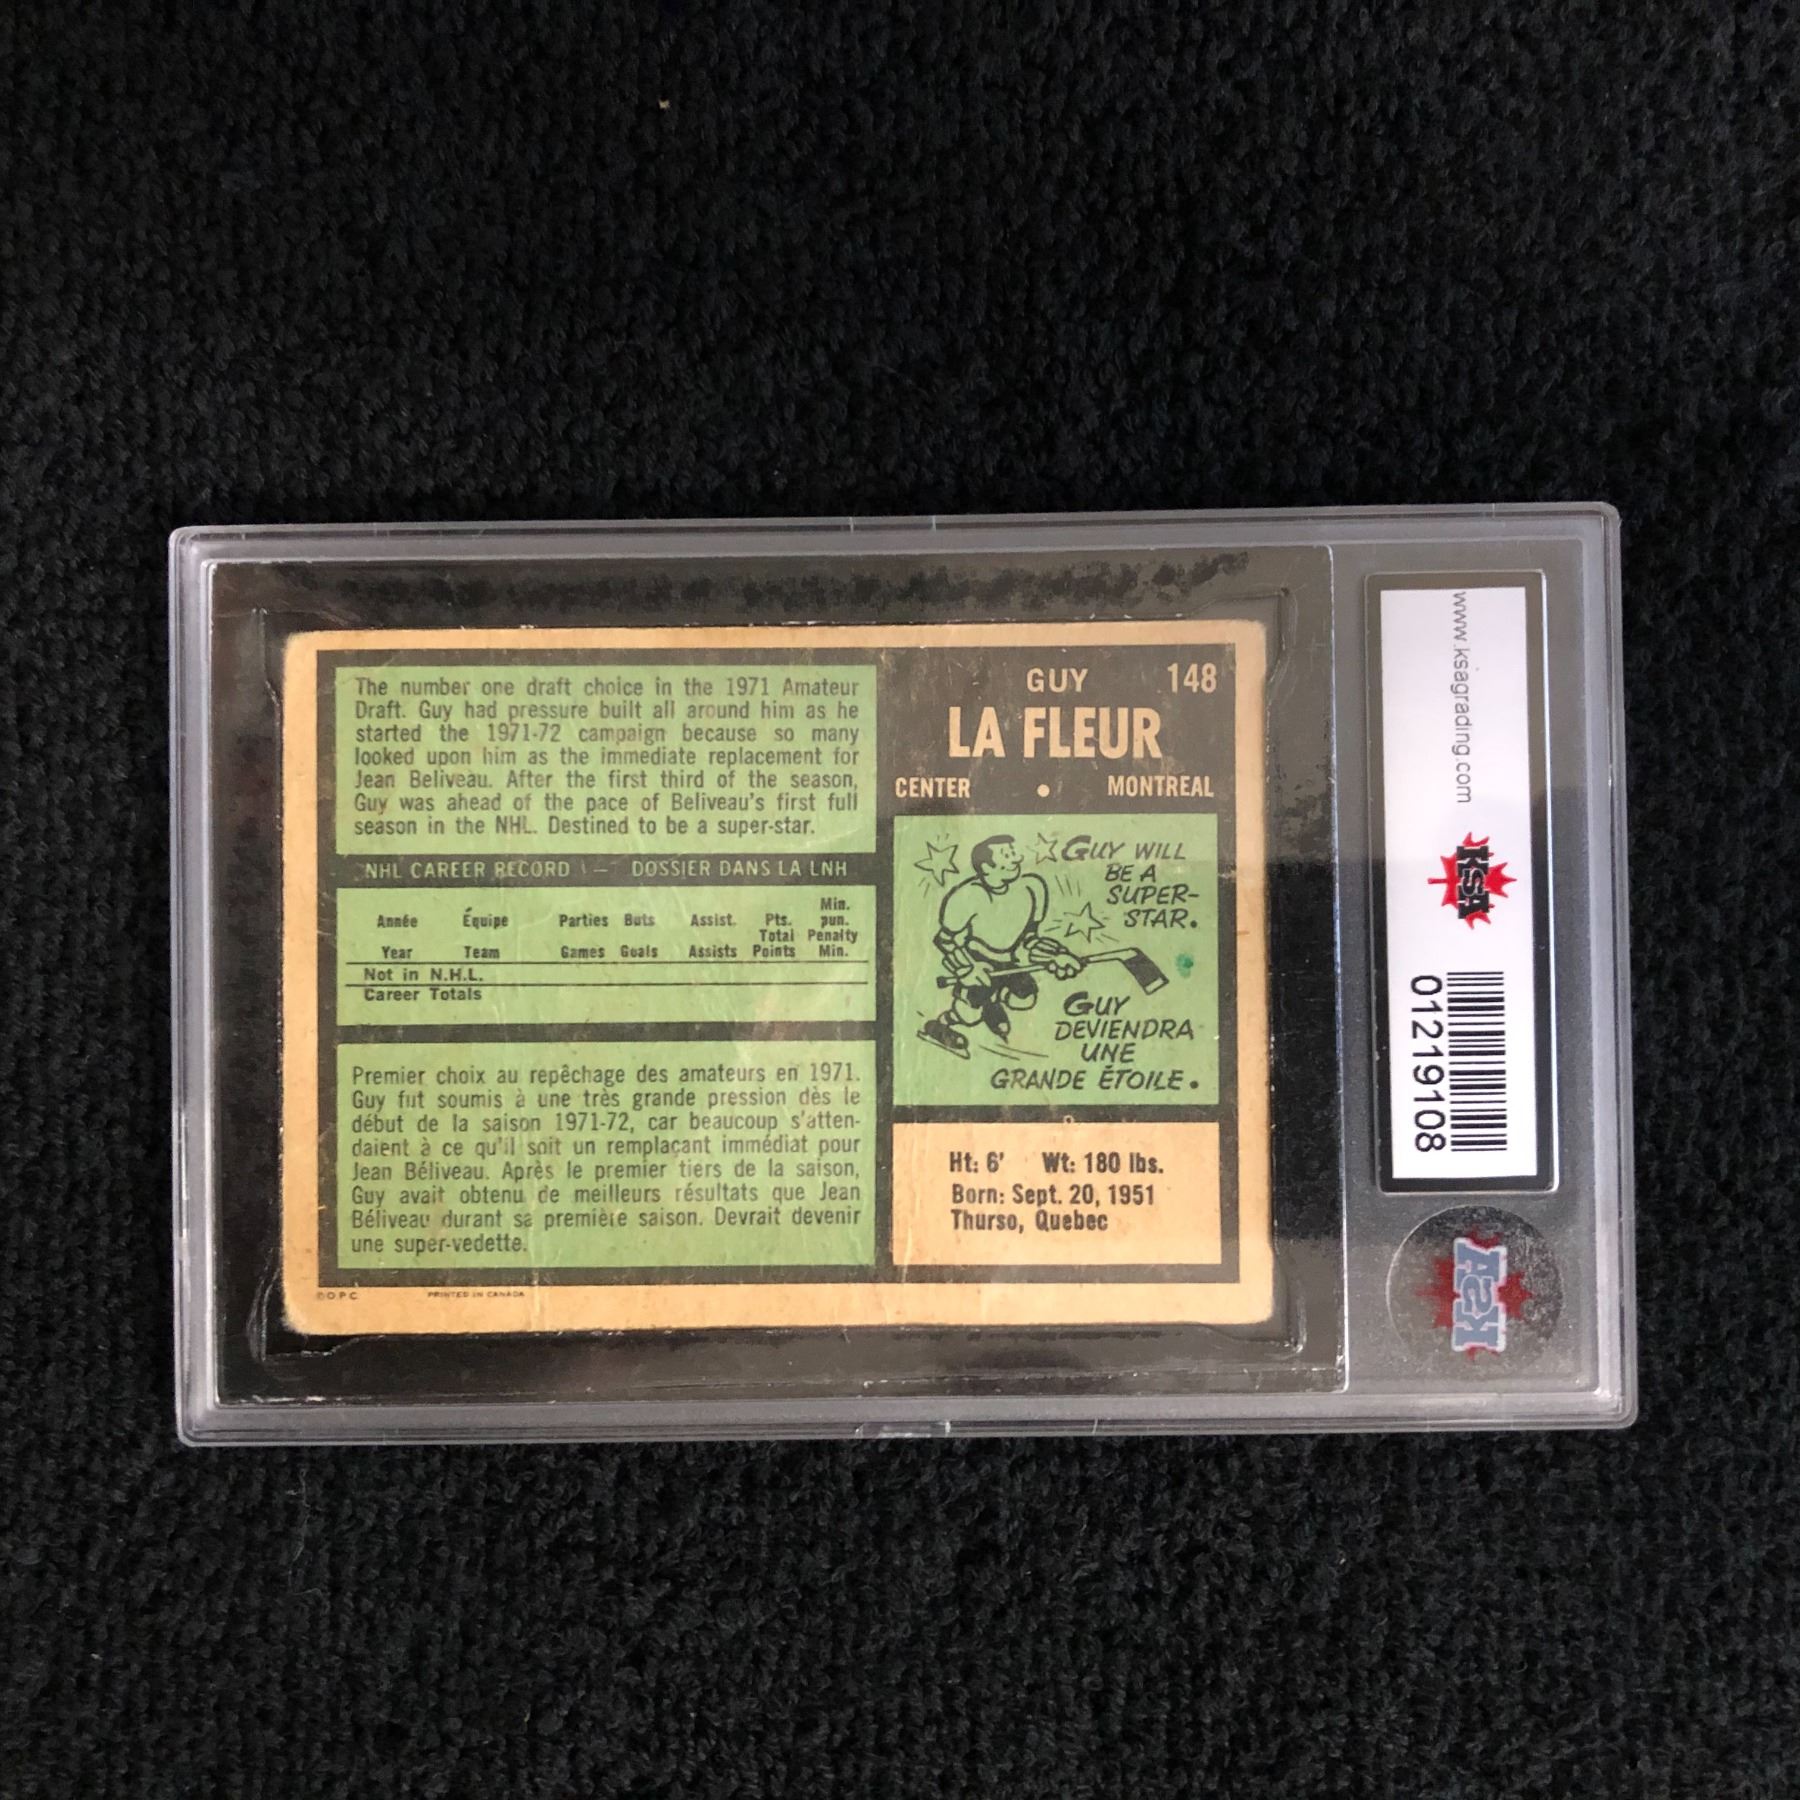 The number one draft choice in the 1971 Amateur
Draft. Guy had pressure built all around him as he
started the 1971-72 campaign because so many
looked upon him as the immediate replacement for
Jean Beliveau. After the first third of the season,
Guy was ahead of the pace of Beliveau's first full
season in the NHL. Destined to be a super-star.
NHL CAREER RECORD — DOSSIER DANS LA LNH
Année Équipe Parties Buts Assist. Pts. Total Min. pun. Penalty
Year Team Games Goals Assists Points Min.
Not in N.H.L.
Career Totals
Premier choix au repêchage des amateurs en 1971.
Guy fut soumis à une très grande pression dès le
début de la saison 1971-72, car beaucoup s'atten-
daient à ce qu'il soit un remplaçant immédiat pour
Jean Béliveau. Après le premier tiers de la saison,
Guy avait obtenu de meilleurs résultats que Jean
Béliveau durant sa première saison. Devrait devenir
une super-vedette.
©O P C PRINTED IN CANADA
GUY 148
LA FLEUR
CENTER • MONTREAL
GUY WILL
BE A
SUPER-
STAR.
GUY
DEVIENDRA
UNE
GRANDE ÉTOILE.
Ht: 6' Wt: 180 lbs.
Born: Sept. 20, 1951
Thurso, Quebec
www.ksagrading.com
KSA
01219108
KSA